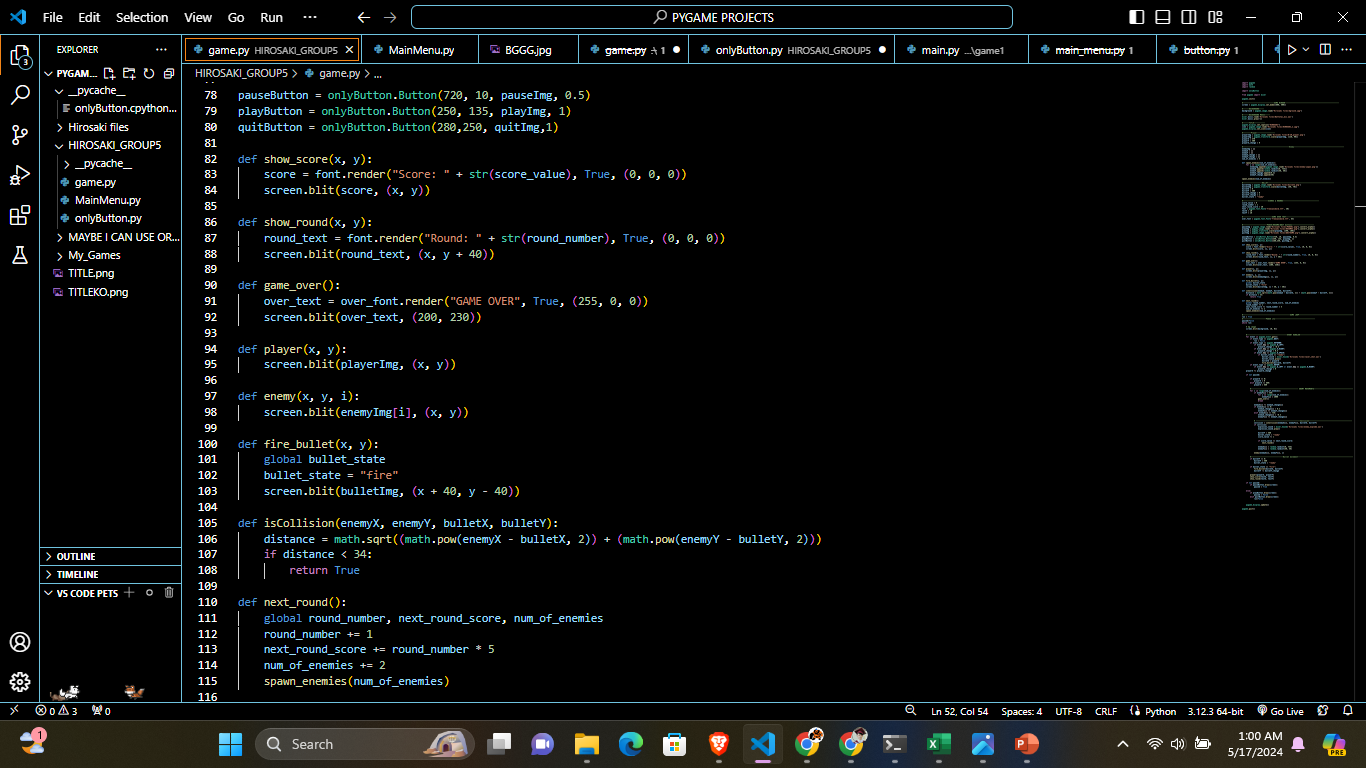 File Edit Selection View Go Run ··· PYGAME PROJECTS
EXPLORER ···
game.py HIROSAKI_GROUP5 MainMenu.py BGGG.jpg game.py ..\ 1 onlyButton.py HIROSAKI_GROUP5 main.py ...\game1 main_menu.py 1 button.py 1
HIROSAKI_GROUP5 > game.py > ...
PYGAM...
__pycache__
onlyButton.cpython...
Hirosaki files
HIROSAKI_GROUP5
__pycache__
game.py
MainMenu.py
onlyButton.py
MAYBE I CAN USE OR...
My_Games
TITLE.png
TITLEKO.png
OUTLINE
TIMELINE
VS CODE PETS
78 pauseButton = onlyButton.Button(720, 10, pauseImg, 0.5)
79 playButton = onlyButton.Button(250, 135, playImg, 1)
80 quitButton = onlyButton.Button(280,250, quitImg,1)
81
82 def show_score(x, y):
83     score = font.render("Score: " + str(score_value), True, (0, 0, 0))
84     screen.blit(score, (x, y))
85
86 def show_round(x, y):
87     round_text = font.render("Round: " + str(round_number), True, (0, 0, 0))
88     screen.blit(round_text, (x, y + 40))
89
90 def game_over():
91     over_text = over_font.render("GAME OVER", True, (255, 0, 0))
92     screen.blit(over_text, (200, 230))
93
94 def player(x, y):
95     screen.blit(playerImg, (x, y))
96
97 def enemy(x, y, i):
98     screen.blit(enemyImg[i], (x, y))
99
100 def fire_bullet(x, y):
101     global bullet_state
102     bullet_state = "fire"
103     screen.blit(bulletImg, (x + 40, y - 40))
104
105 def isCollision(enemyX, enemyY, bulletX, bulletY):
106     distance = math.sqrt((math.pow(enemyX - bulletX, 2)) + (math.pow(enemyY - bulletY, 2)))
107     if distance < 34:
108         return True
109
110 def next_round():
111     global round_number, next_round_score, num_of_enemies
112     round_number += 1
113     next_round_score += round_number * 5
114     num_of_enemies += 2
115     spawn_enemies(num_of_enemies)
116
3
0 3 0 Ln 52, Col 54 Spaces: 4 UTF-8 CRLF Python 3.12.3 64-bit Go Live
1 Search 1:00 AM
5/17/2024
PRE